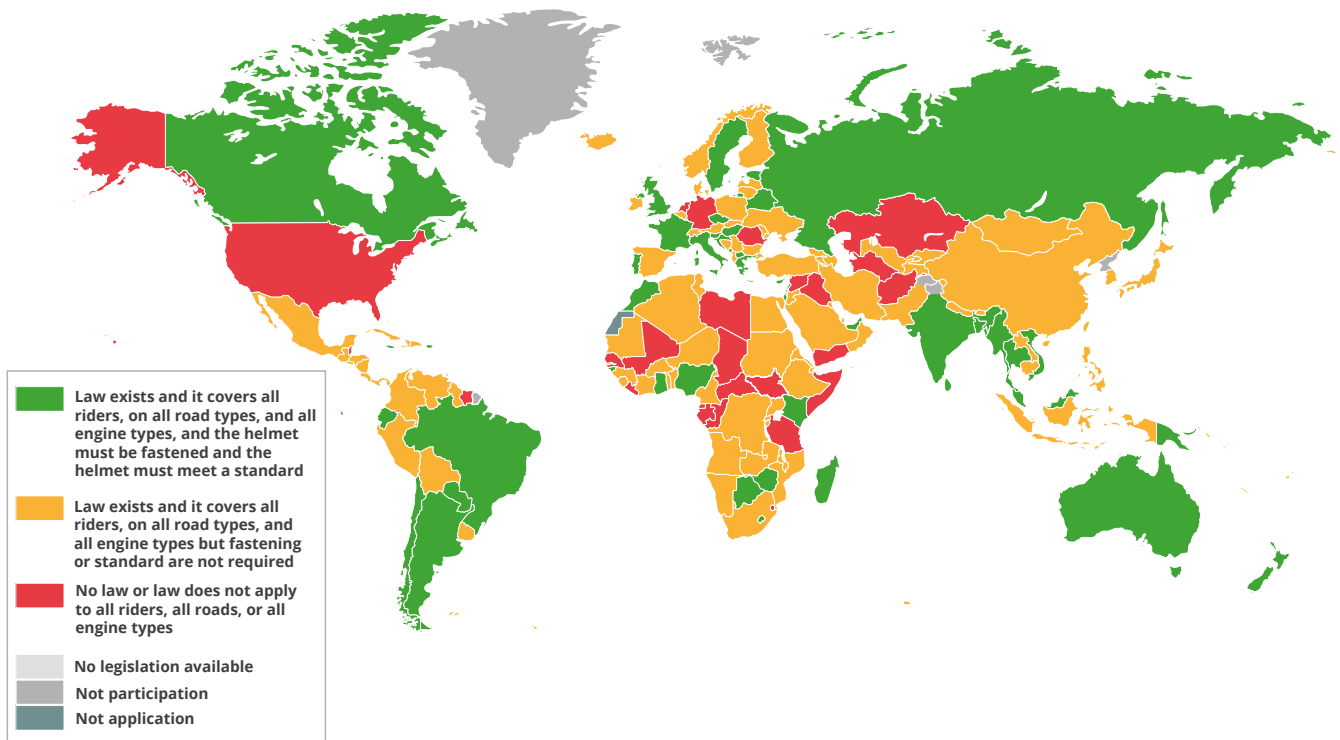 Law exists and it covers all
riders, on all road types, and all
engine types, and the helmet
must be fastened and the
helmet must meet a standard
Law exists and it covers all
riders, on all road types, and
all engine types but fastening
or standard are not required
No law or law does not apply
to all riders, all roads, or all
engine types
No legislation available
Not participation
Not application